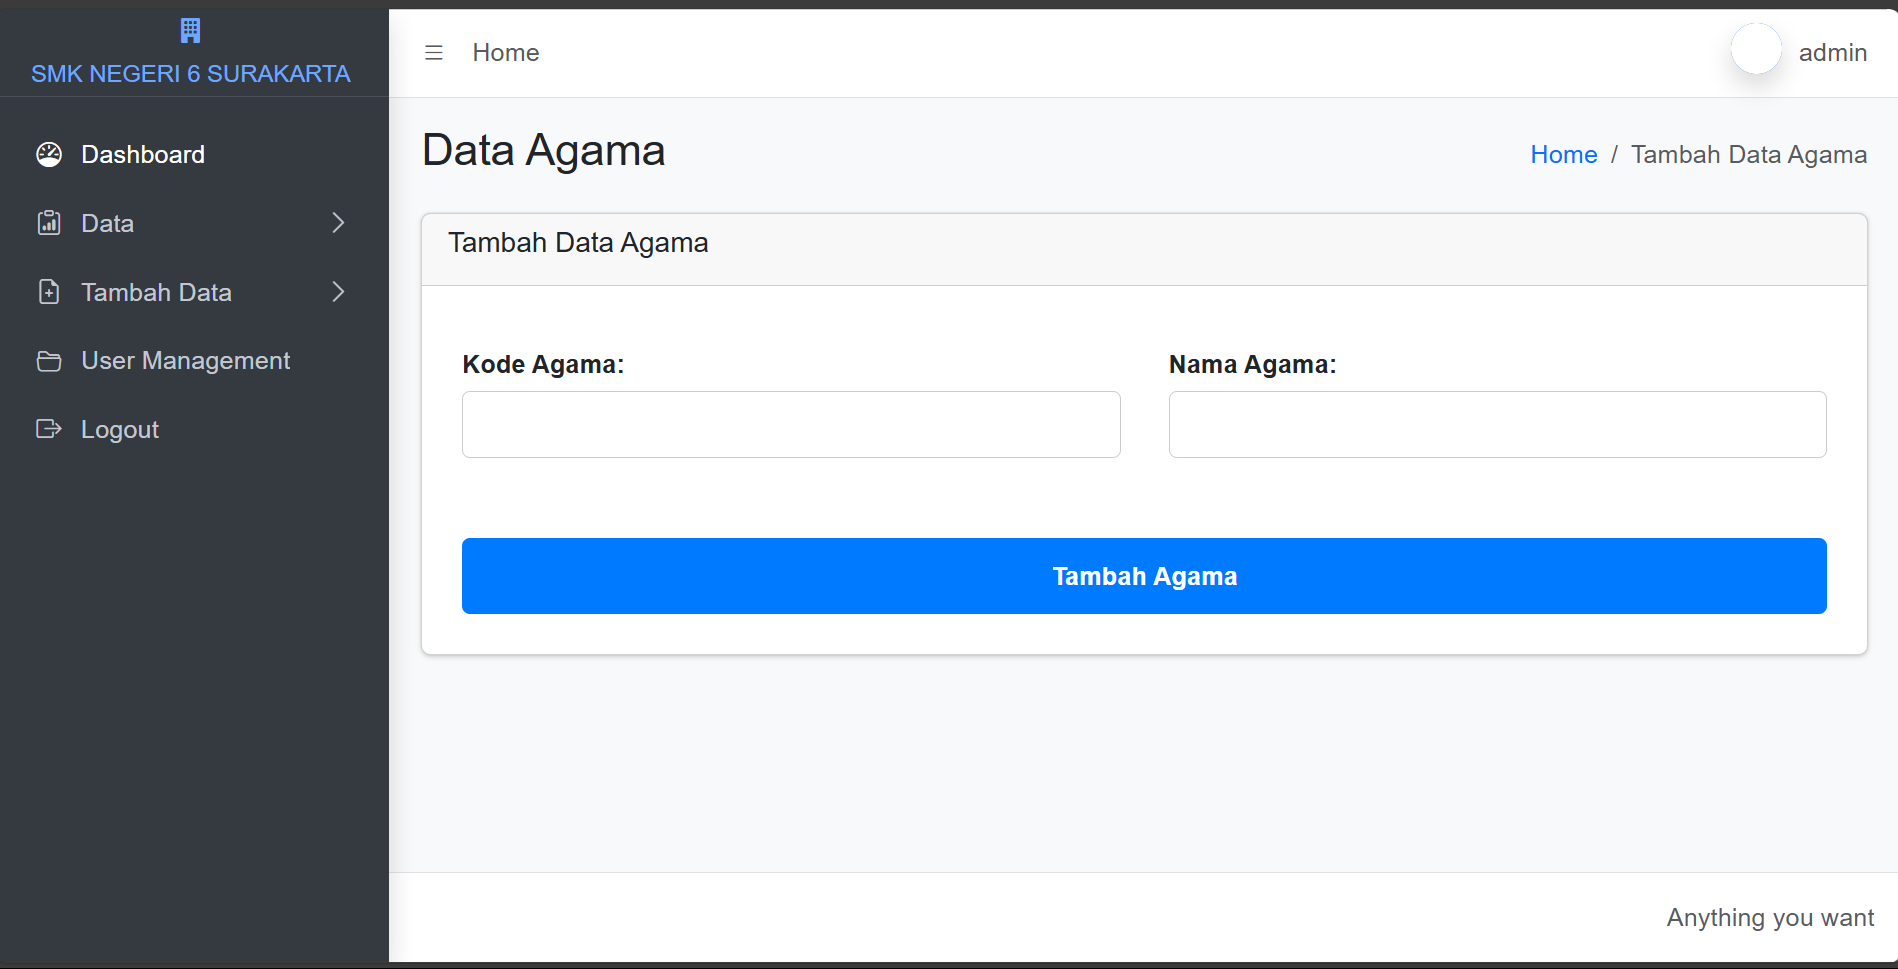 SMK NEGERI 6 SURAKARTA
Dashboard
Data
Tambah Data
User Management
Logout
Home
admin
Data Agama
Home / Tambah Data Agama
Tambah Data Agama
Kode Agama:
Nama Agama:
Tambah Agama
Anything you want